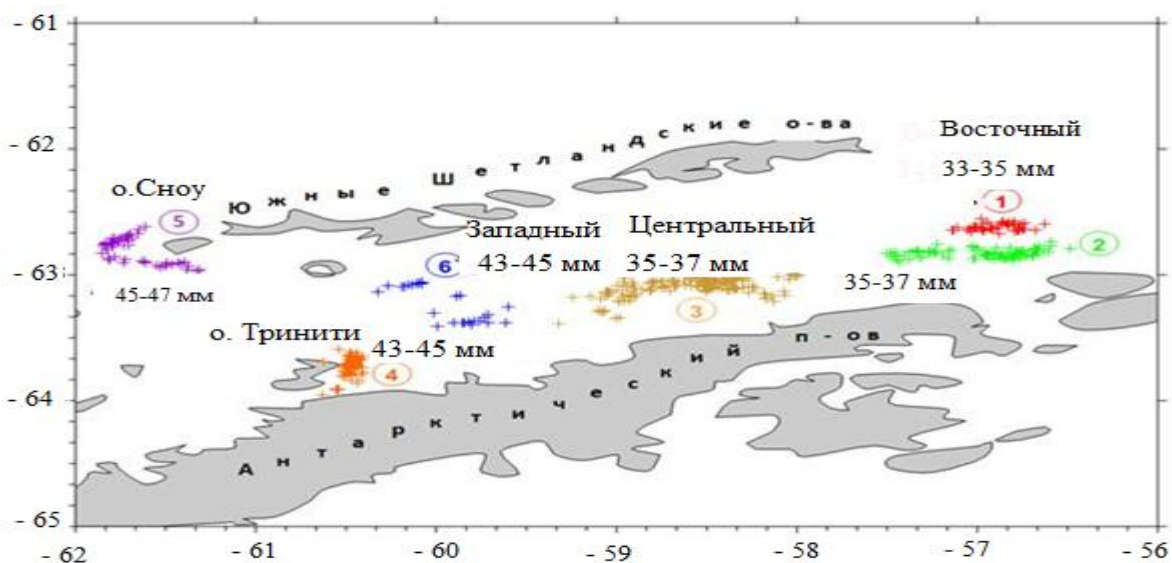 - 61
- 62
- 63
- 64
- 65
Южные Шетландские о-ва
Восточный
33-35 мм
1
о.Сноу
5
45-47 мм
Западный
6
43-45 мм
Центральный
35-37 мм
3
2
35-37 мм
о. Тринити
43-45 мм
4
Антарктический п-ов
- 62
- 61
- 60
- 59
- 58
- 57
- 56